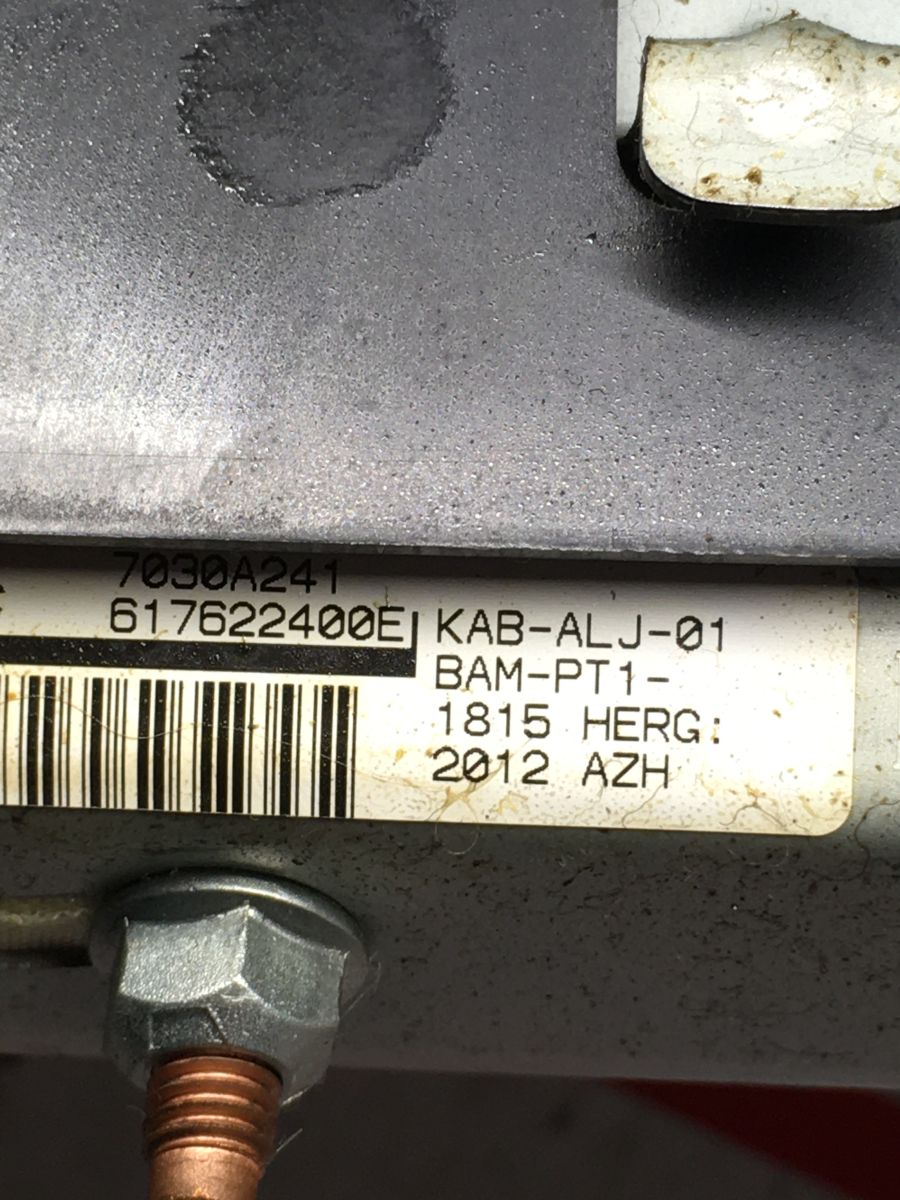 7030A241
617622400E
KAB-ALJ-01
BAM-PT1-
1815 HERG:
2012 AZH